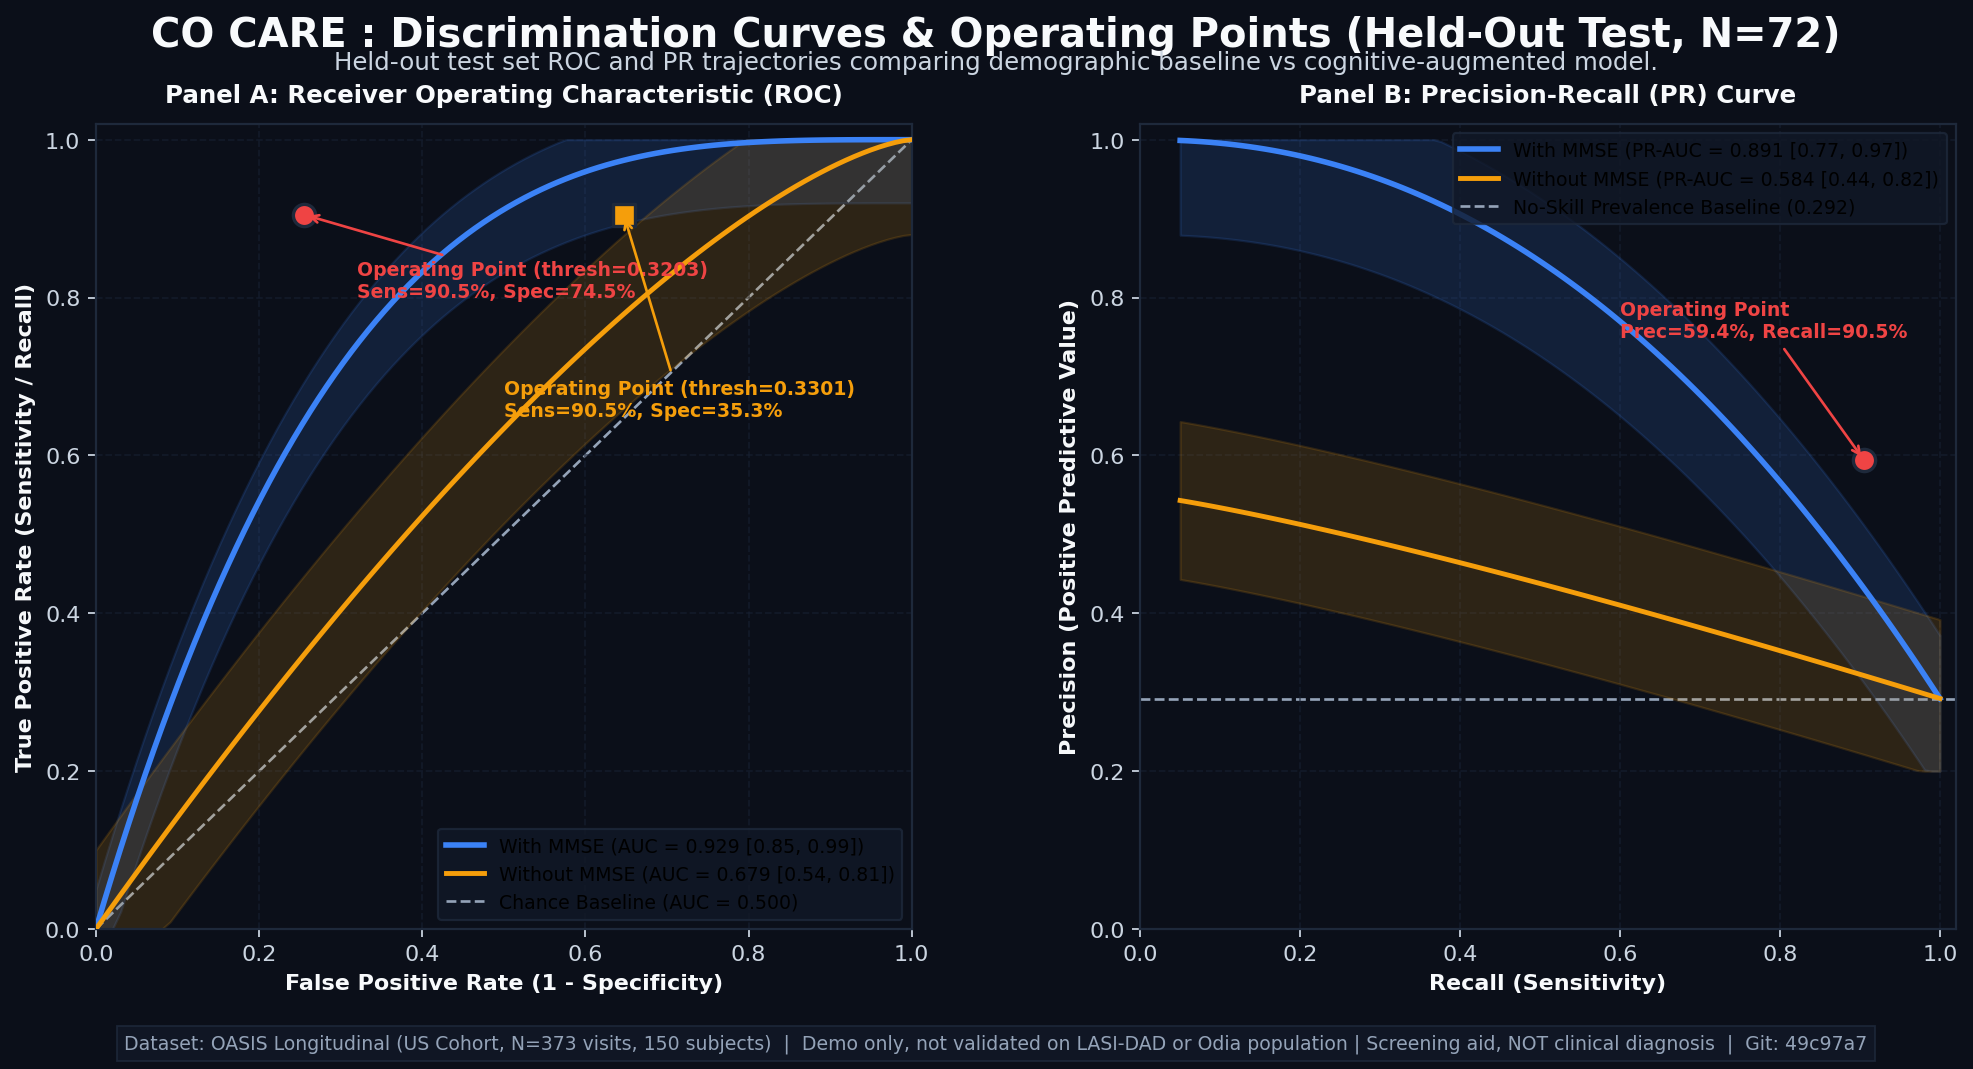 CO CARE : Discrimination Curves & Operating Points (Held-Out Test, N=72)
Held-out test set ROC and PR trajectories comparing demographic baseline vs cognitive-augmented model.
Panel A: Receiver Operating Characteristic (ROC)
True Positive Rate (Sensitivity / Recall)
1.0
0.8
0.6
0.4
0.2
0.0
Operating Point (thresh=0.3203)
Sens=90.5%, Spec=74.5%
Operating Point (thresh=0.3301)
Sens=90.5%, Spec=35.3%
With MMSE (AUC = 0.929 [0.85, 0.99])
Without MMSE (AUC = 0.679 [0.54, 0.81])
Chance Baseline (AUC = 0.500)
0.0 0.2 0.4 0.6 0.8 1.0
False Positive Rate (1 - Specificity)
Panel B: Precision-Recall (PR) Curve
Precision (Positive Predictive Value)
1.0
0.8
0.6
0.4
0.2
0.0
With MMSE (PR-AUC = 0.891 [0.77, 0.97])
Without MMSE (PR-AUC = 0.584 [0.44, 0.82])
No-Skill Prevalence Baseline (0.292)
Operating Point
Prec=59.4%, Recall=90.5%
0.0 0.2 0.4 0.6 0.8 1.0
Recall (Sensitivity)
Dataset: OASIS Longitudinal (US Cohort, N=373 visits, 150 subjects) | Demo only, not validated on LASI-DAD or Odia population | Screening aid, NOT clinical diagnosis | Git: 49c97a7